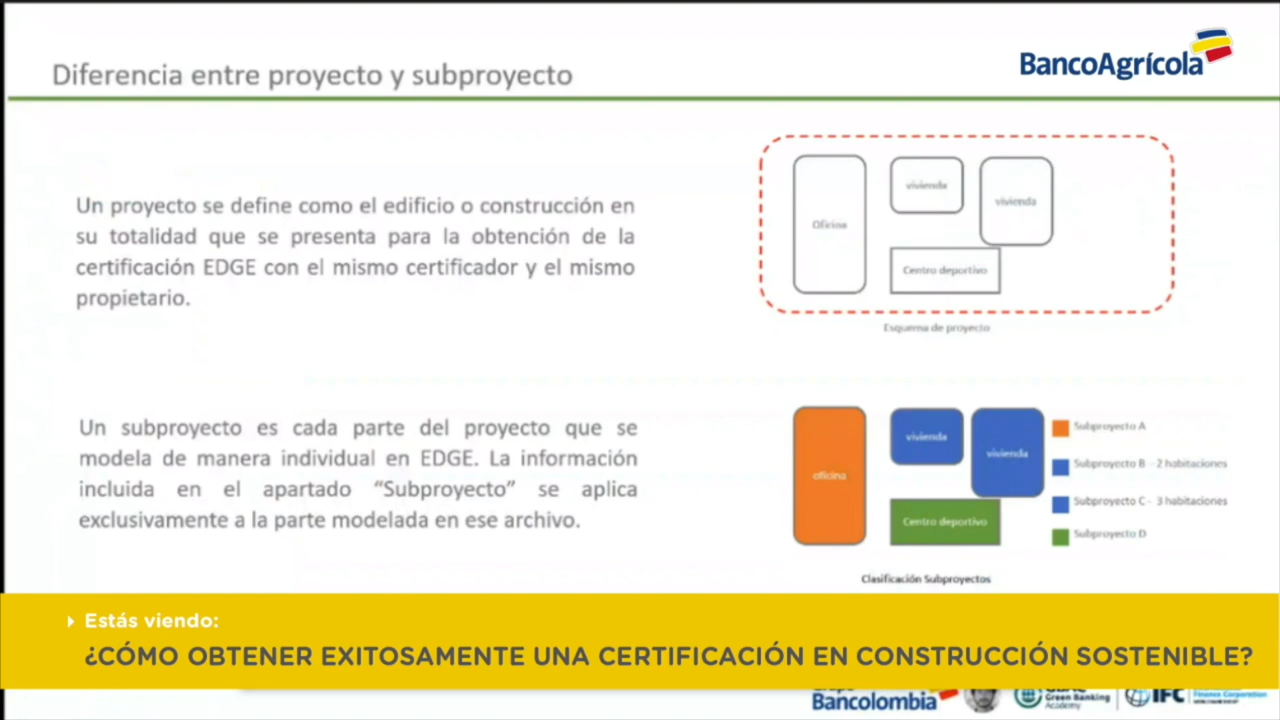 Diferencia entre proyecto y subproyecto
BancoAgrícola
Un proyecto se define como el edificio o construcción en
su totalidad que se presenta para la obtención de la
certificación EDGE con el mismo certificador y el mismo
propietario.
Oficina
vivienda
vivienda
Centro deportivo
Esquema de proyecto
Un subproyecto es cada parte del proyecto que se
modela de manera individual en EDGE. La información
incluida en el apartado “Subproyecto” se aplica
exclusivamente a la parte modelada en ese archivo.
oficina
vivienda
vivienda
Centro deportivo
Subproyecto A
Subproyecto B - 2 habitaciones
Subproyecto C - 3 habitaciones
Subproyecto D
Clasificación Subproyectos
Estás viendo:
¿CÓMO OBTENER EXITOSAMENTE UNA CERTIFICACIÓN EN CONSTRUCCIÓN SOSTENIBLE?
Bancolombia
Green Banking
Academy
IFC
Finance Corporation